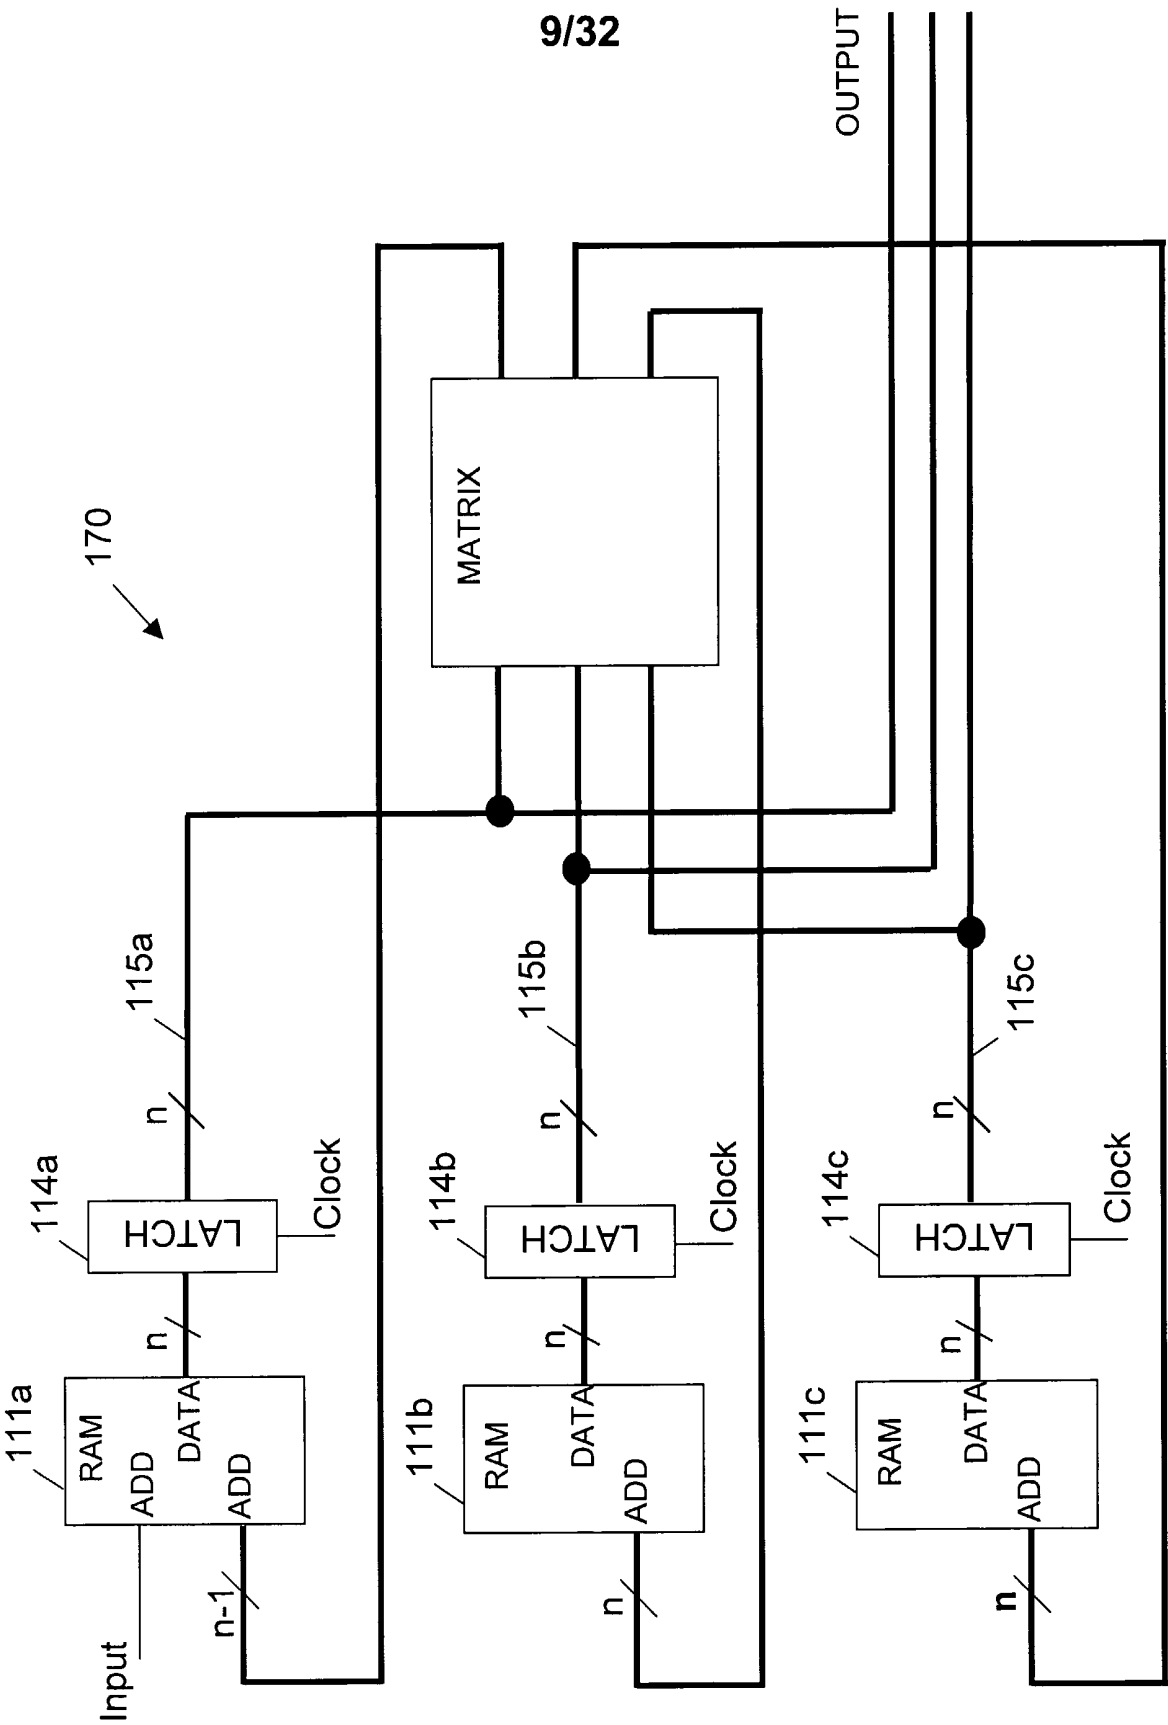 9/32
170
OUTPUT
MATRIX
115a
115b
115c
n
n
n
114a
LATCH
Clock
114b
LATCH
Clock
114c
LATCH
Clock
n
n
n
111a
RAM
ADD
DATA
ADD
111b
RAM
DATA
ADD
111c
RAM
DATA
ADD
Input
n-1
n
n